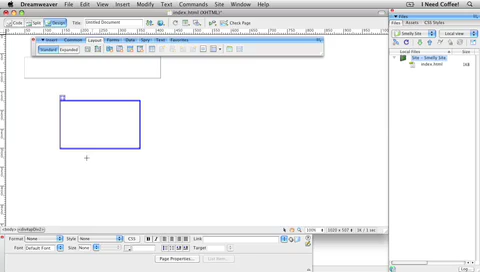 Dreamweaver File Edit View Insert Modify Text Commands Site Window Help I Need Coffee!
index.html (XHTML)*
Code Split Design Title: Untitled Document Check Page
Insert Common Layout Forms Data Spry Text Favorites
Standard Expanded
Files
Files Assets CSS Styles
Smelly Site Local view
Local Files Size
Site - Smelly Site
index.html 1KB
<body> 100% 1020 x 507 1K / 1 sec
Format None Style None CSS B I Link
Font Default Font Size None Target
Page Properties...
List Item...
Log...